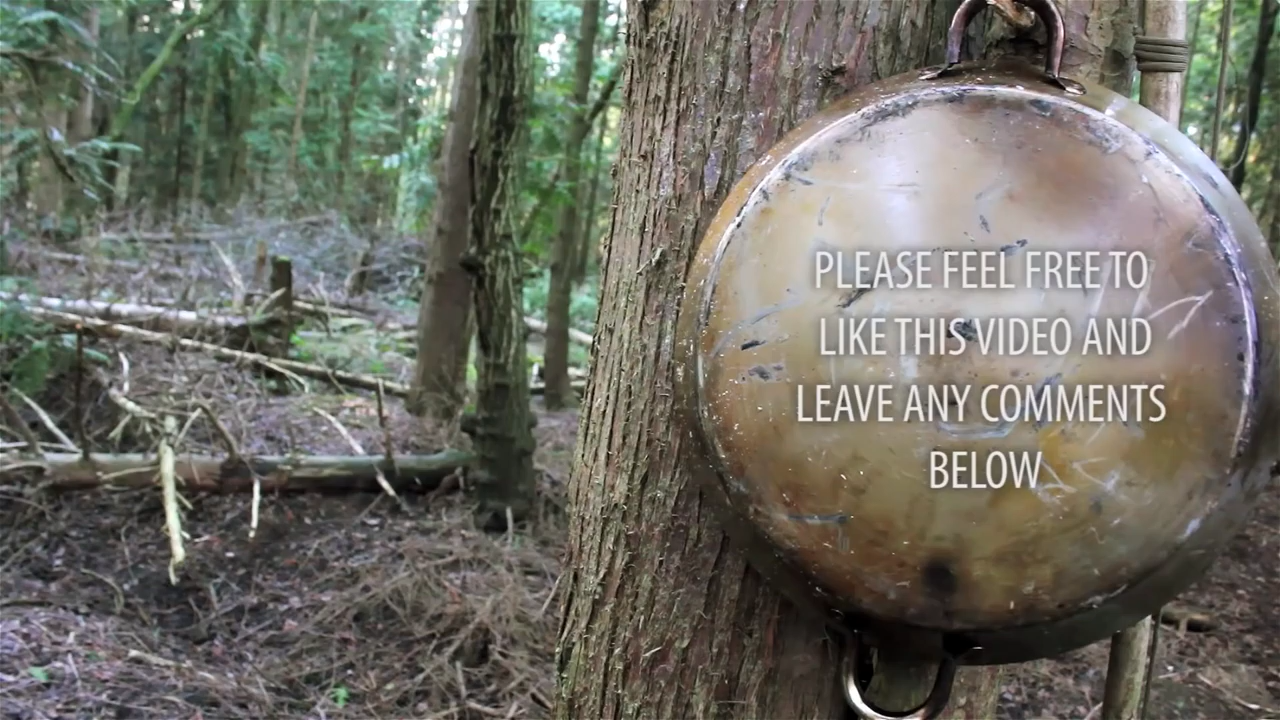 PLEASE FEEL FREE TO
LIKE THIS VIDEO AND
LEAVE ANY COMMENTS
BELOW